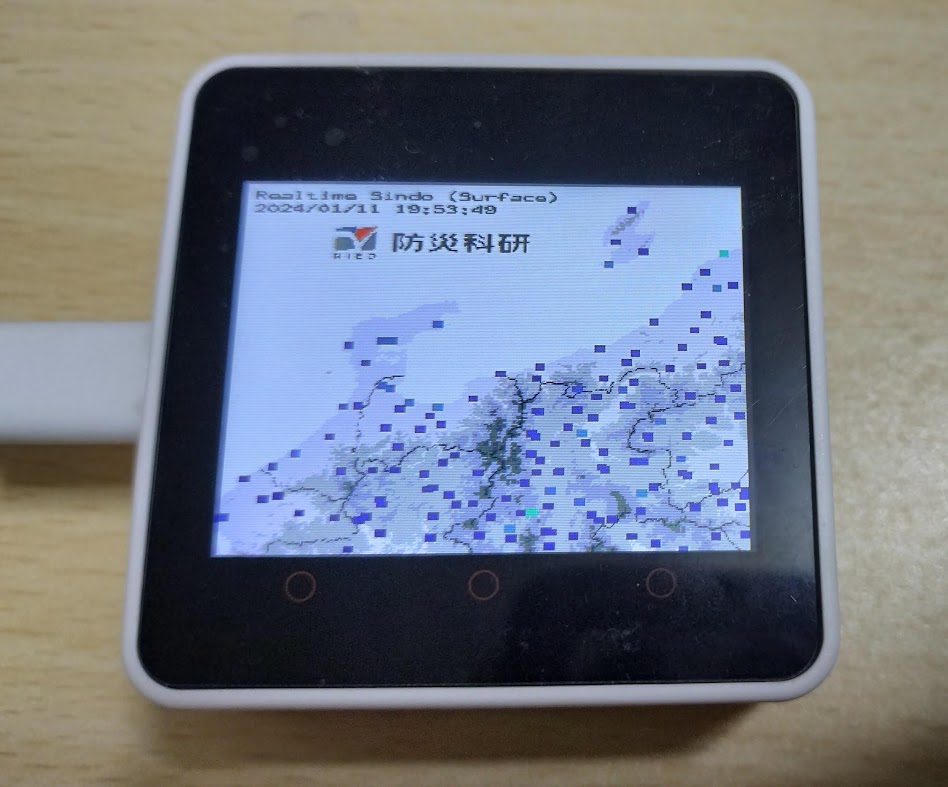 Realtime Sindo (Surface)
2024/01/11 19:53:49
防災科研
NIED